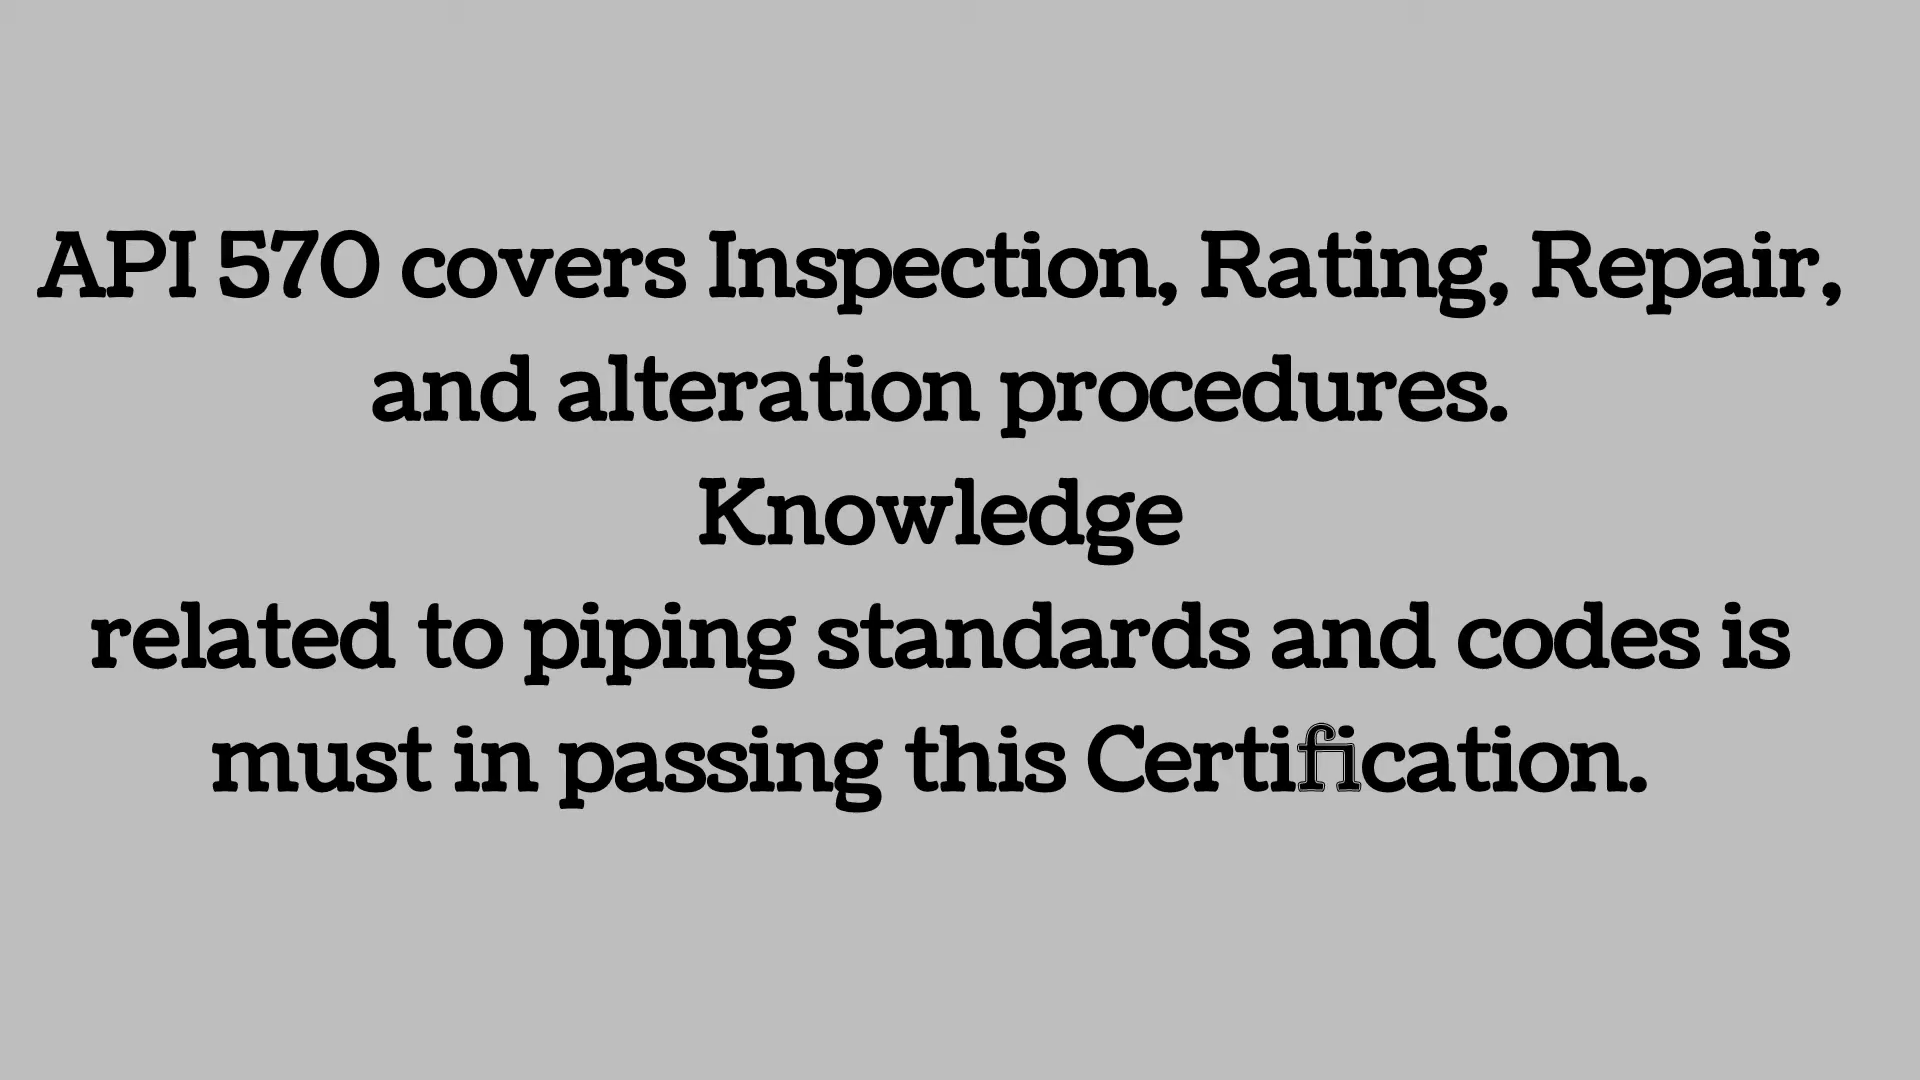 API 570 covers Inspection, Rating, Repair,
and alteration procedures.
Knowledge
related to piping standards and codes is
must in passing this Certification.